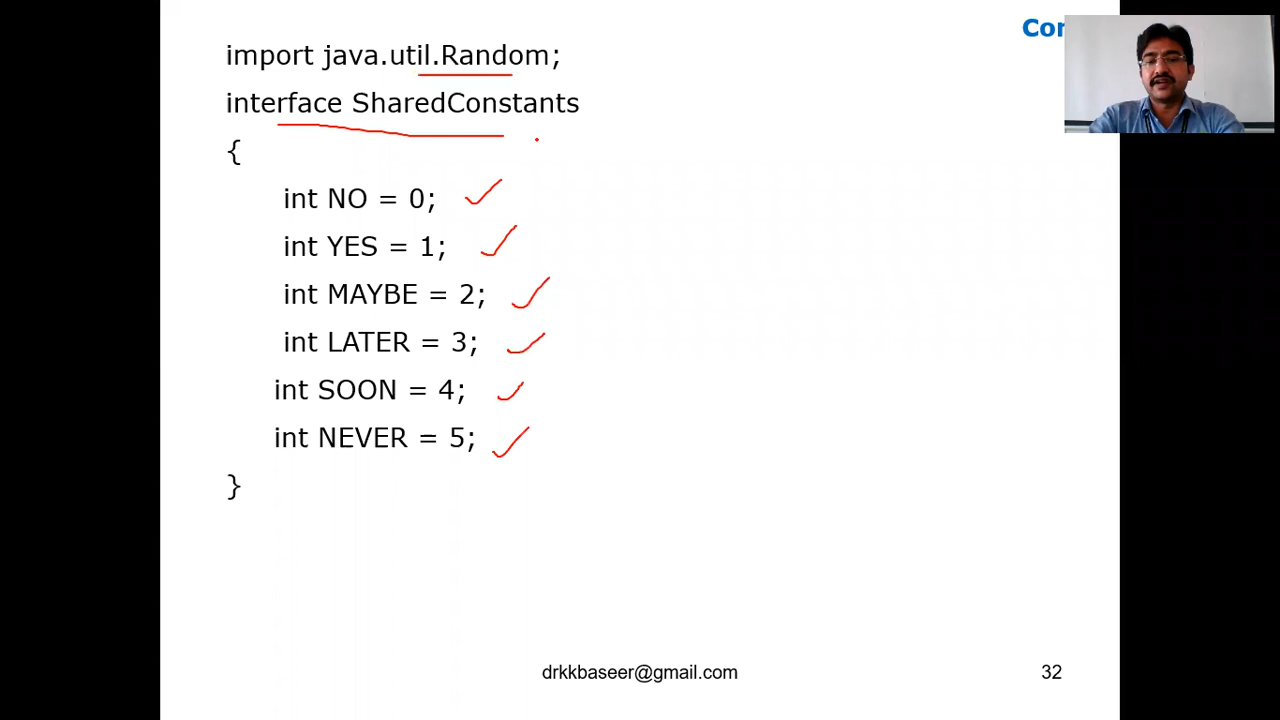 Con
import java.util.Random;
interface SharedConstants
{
int NO = 0;
int YES = 1;
int MAYBE = 2;
int LATER = 3;
int SOON = 4;
int NEVER = 5;
}
drkkbaseer@gmail.com
32